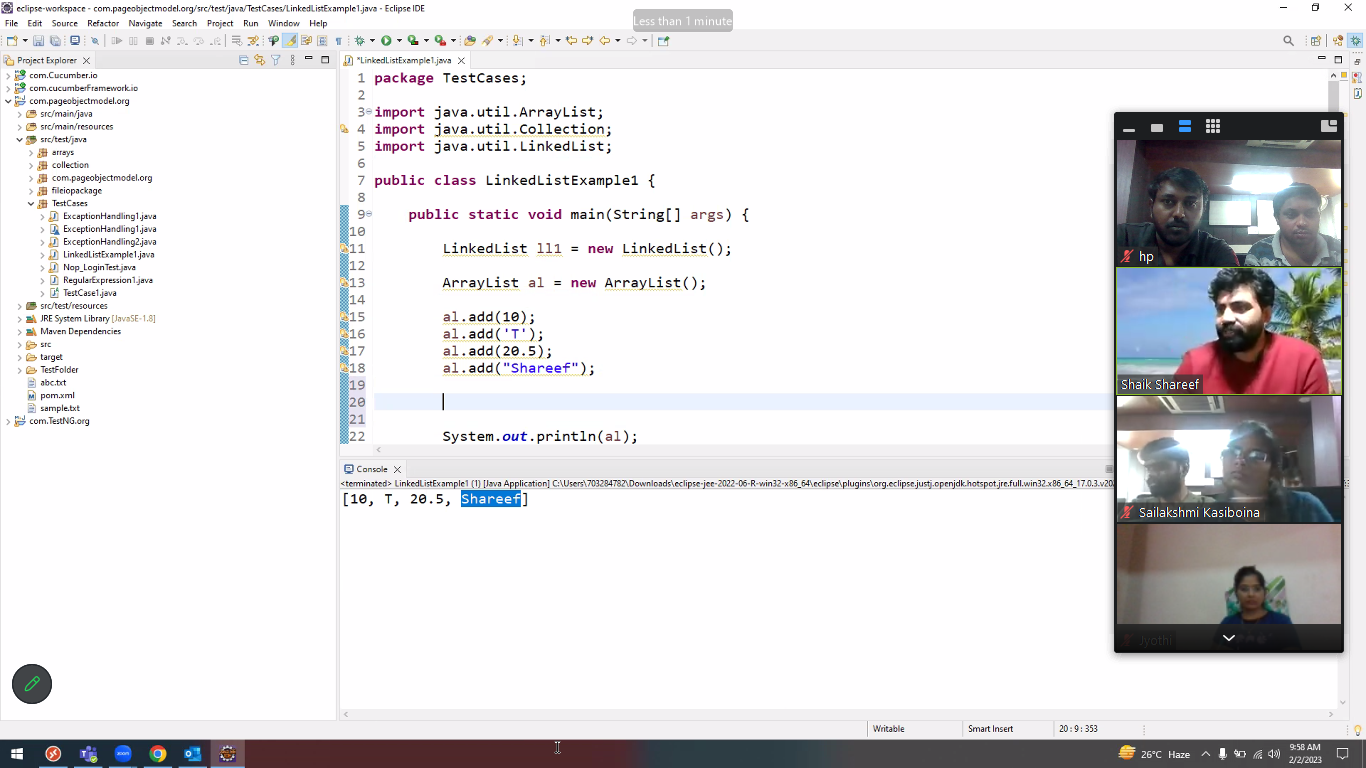 eclipse-workspace - com.pageobjectmodel.org/src/test/java/TestCases/LinkedListExample1.java - Eclipse IDE
Less than 1 minute
File Edit Source Refactor Navigate Search Project Run Window Help
Project Explorer
com.Cucumber.io
com.cucumberFramework.io
com.pageobjectmodel.org
src/main/java
src/main/resources
src/test/java
arrays
collection
com.pageobjectmodel.org
fileiopackage
TestCases
ExceptionHandling1.java
ExceptionHandling1.java
ExceptionHandling2.java
LinkedListExample1.java
Nop_LoginTest.java
RegularExpression1.java
TestCase1.java
src/test/resources
JRE System Library [JavaSE-1.8]
Maven Dependencies
src
target
TestFolder
abc.txt
pom.xml
sample.txt
com.TestNG.org
*LinkedListExample1.java
1 package TestCases;
2
3 import java.util.ArrayList;
4 import java.util.Collection;
5 import java.util.LinkedList;
6
7 public class LinkedListExample1 {
8
9 public static void main(String[] args) {
10
11 LinkedList ll1 = new LinkedList();
12
13 ArrayList al = new ArrayList();
14
15 al.add(10);
16 al.add('T');
17 al.add(20.5);
18 al.add("Shareef");
19
20
21
22 System.out.println(al);
Console
<terminated> LinkedListExample1 (1) [Java Application] C:\Users\703284782\Downloads\eclipse-jee-2022-06-R-win32-x86_64\eclipse\plugins\org.eclipse.justj.openjdk.hotspot.jre.full.win32.x86_64_17.0.3.v202
[10, T, 20.5, Shareef]
hp
Shaik Shareef
Sailakshmi Kasiboina
Jyothi
Writable
Smart Insert
20 : 9 : 353
26°C Haze
9:58 AM
2/2/2023